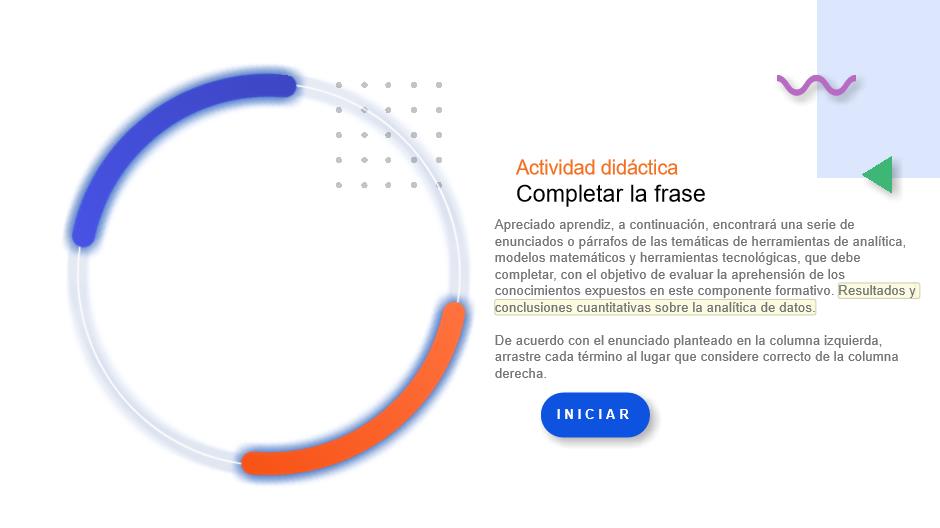 Actividad didáctica
Completar la frase
Apreciado aprendiz, a continuación, encontrará una serie de
enunciados o párrafos de las temáticas de herramientas de analítica,
modelos matemáticos y herramientas tecnológicas, que debe
completar, con el objetivo de evaluar la aprehensión de los
conocimientos expuestos en este componente formativo. Resultados y
conclusiones cuantitativas sobre la analítica de datos.
De acuerdo con el enunciado planteado en la columna izquierda,
arrastre cada término al lugar que considere correcto de la columna
derecha.
INICIAR